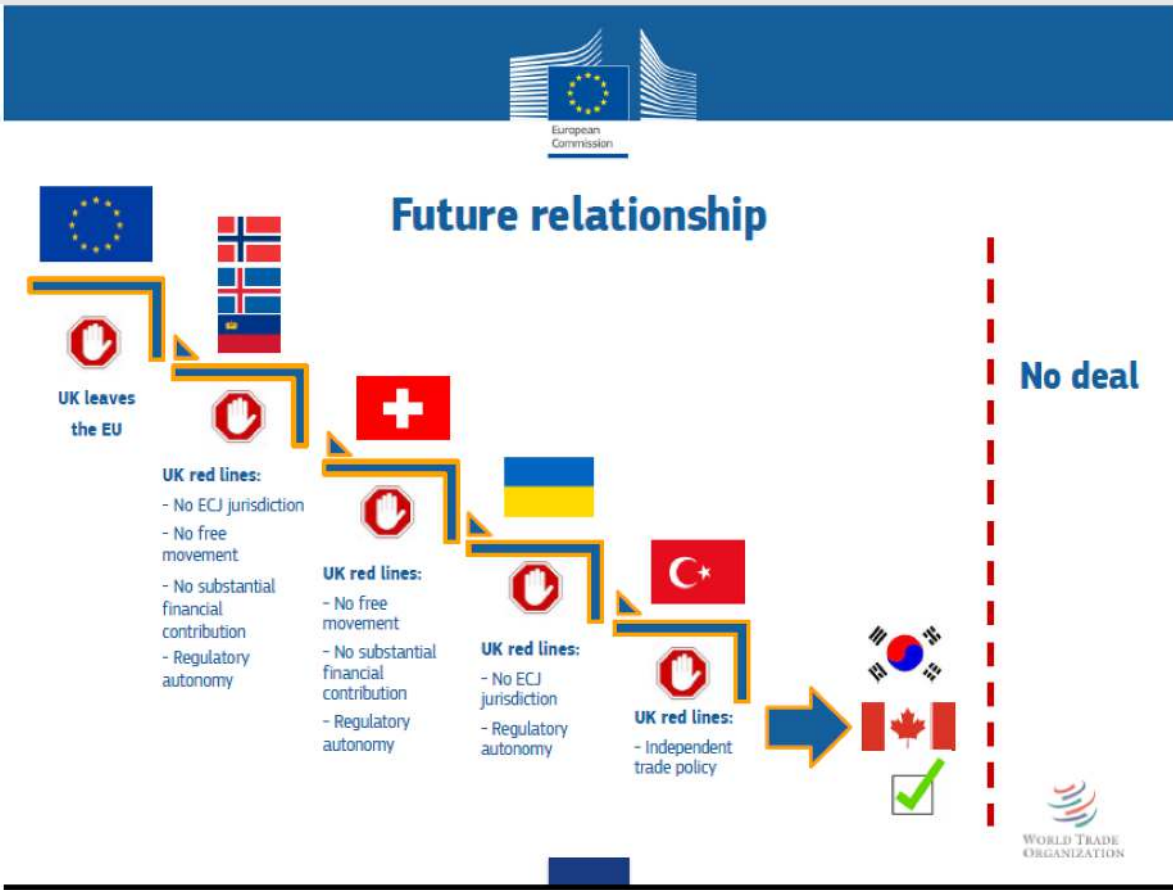 European
Commission
Future relationship
UK leaves
the EU
UK red lines:
- No ECJ jurisdiction
- No free
movement
- No substantial
financial
contribution
- Regulatory
autonomy
UK red lines:
- No free
movement
- No substantial
financial
contribution
- Regulatory
autonomy
UK red lines:
- No ECJ
jurisdiction
- Regulatory
autonomy
UK red lines:
- Independent
trade policy
No deal
WORLD TRADE
ORGANIZATION